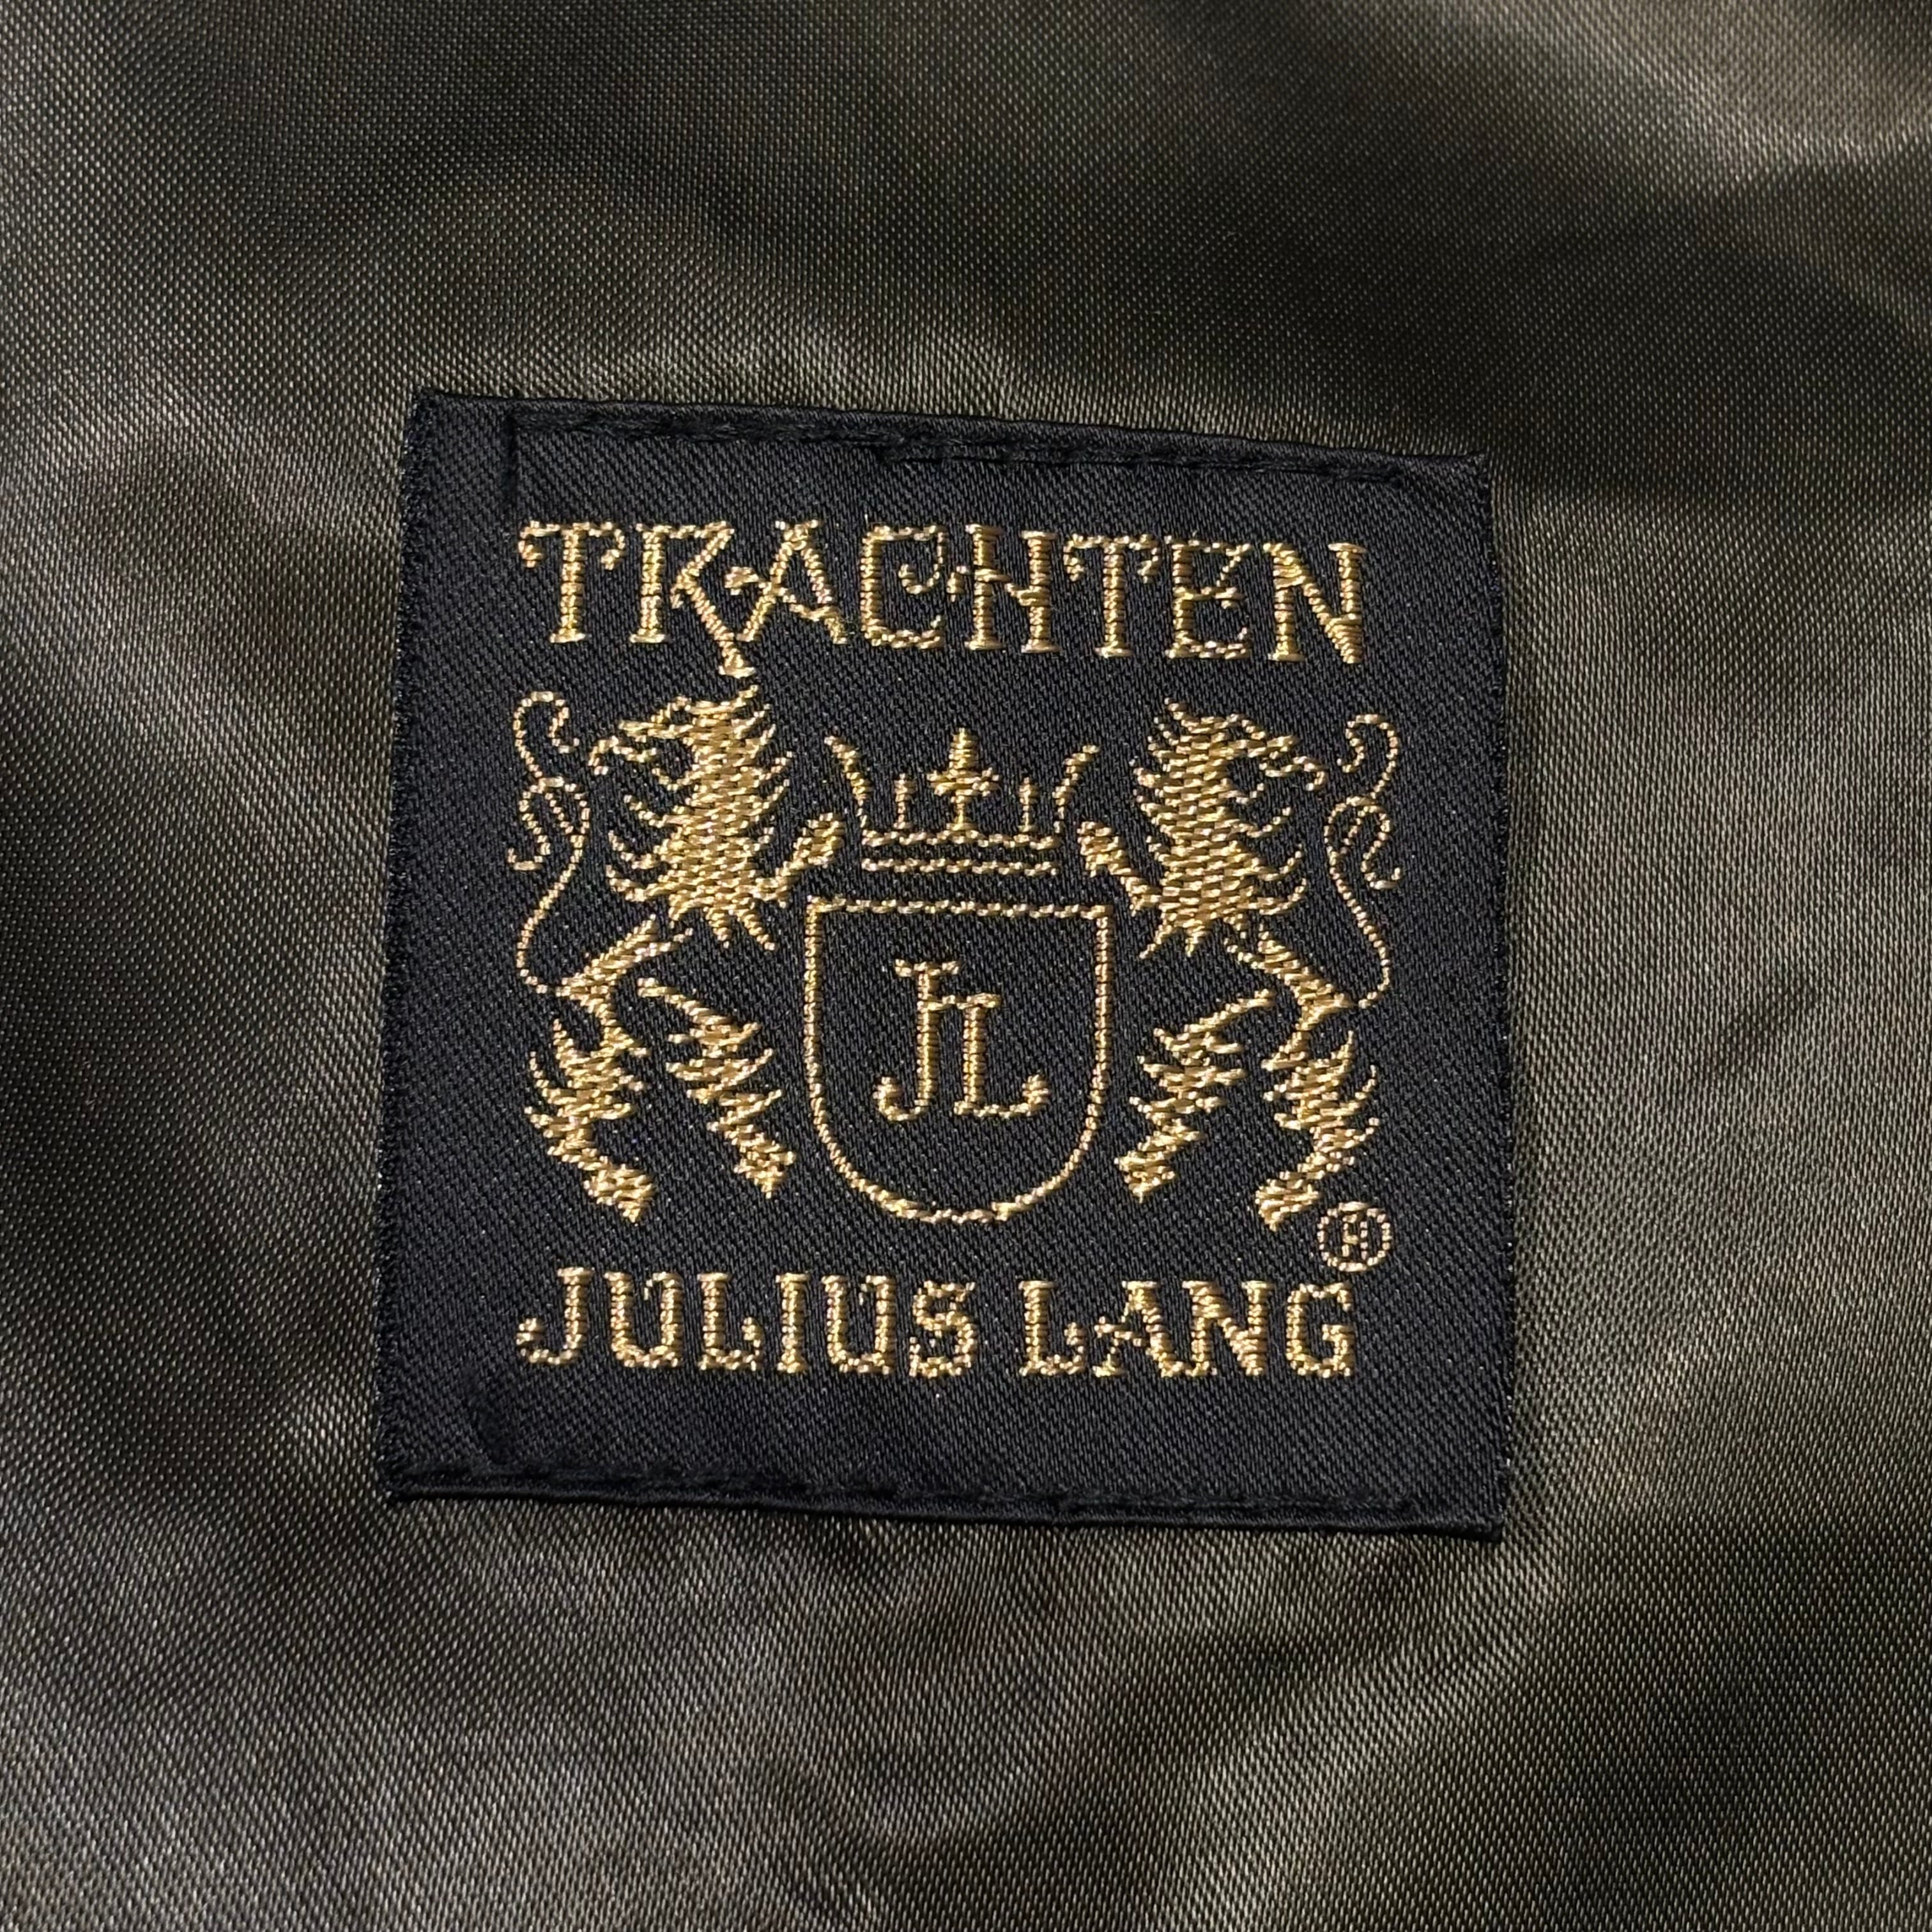 TRACHTEN
JL
®
JULIUS LANG